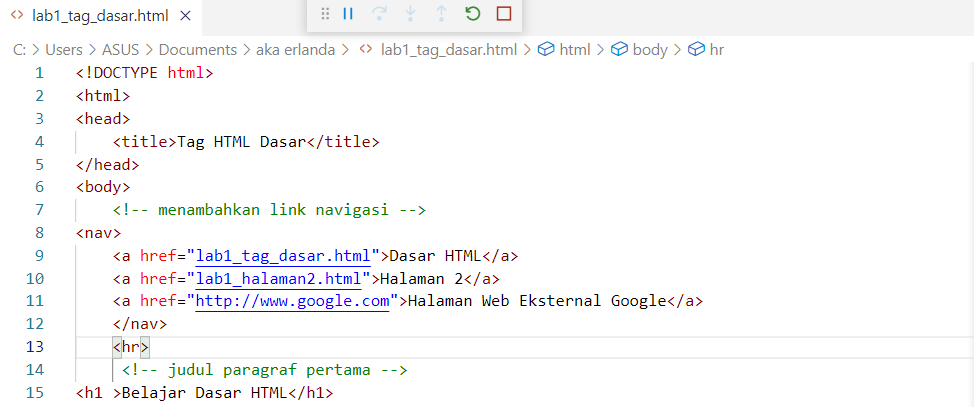 lab1_tag_dasar.html
C: > Users > ASUS > Documents > aka erlanda > lab1_tag_dasar.html > html > body > hr
1 <!DOCTYPE html>
2 <html>
3 <head>
4     <title>Tag HTML Dasar</title>
5 </head>
6 <body>
7     <!-- menambahkan link navigasi -->
8 <nav>
9     <a href="lab1_tag_dasar.html">Dasar HTML</a>
10     <a href="lab1_halaman2.html">Halaman 2</a>
11     <a href="http://www.google.com">Halaman Web Eksternal Google</a>
12     </nav>
13     <hr>
14      <!-- judul paragraf pertama -->
15 <h1 >Belajar Dasar HTML</h1>